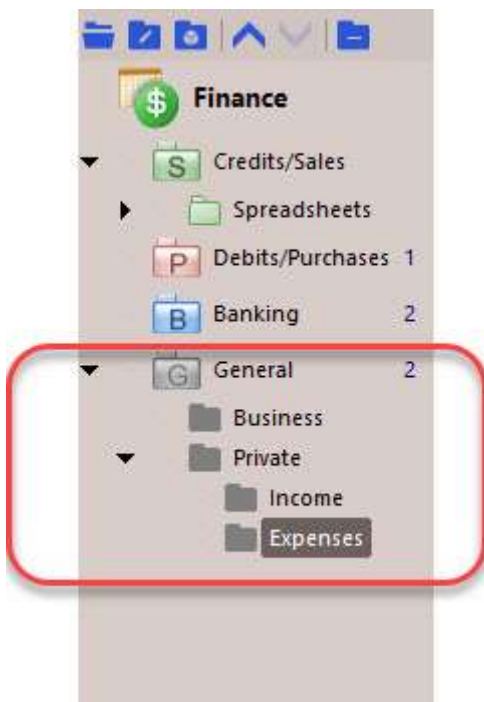 Finance
S Credits/Sales
Spreadsheets
P Debits/Purchases 1
B Banking 2
G General 2
Business
Private
Income
Expenses